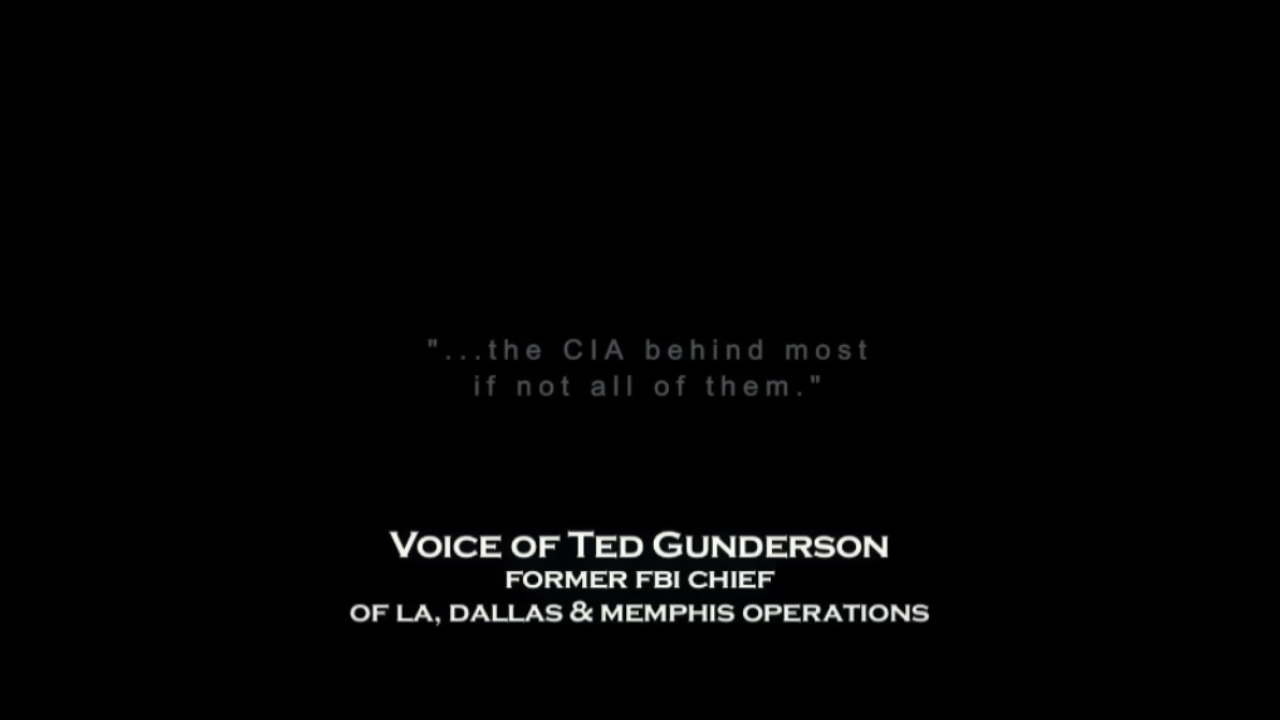 "...the CIA behind most
if not all of them."
VOICE OF TED GUNDERSON
FORMER FBI CHIEF
OF LA, DALLAS & MEMPHIS OPERATIONS